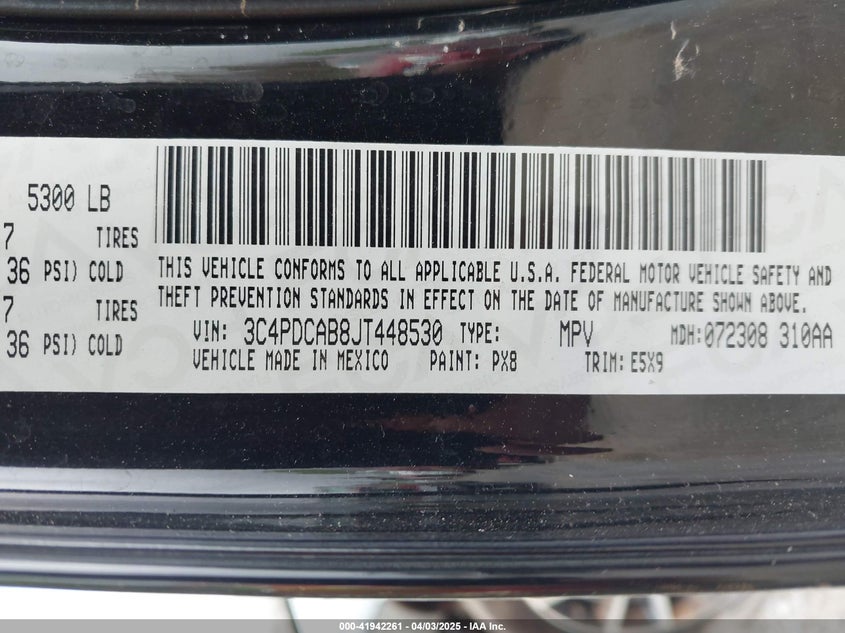 5300 LB
7 TIRES
36 PSI) COLD
7 TIRES
36 PSI) COLD
THIS VEHICLE CONFORMS TO ALL APPLICABLE U.S.A. FEDERAL MOTOR VEHICLE SAFETY AND
THEFT PREVENTION STANDARDS IN EFFECT ON THE DATE OF MANUFACTURE SHOWN ABOVE.
VIN: 3C4PDCAB8JT448530 TYPE: MPV MDH:072308 310AA
VEHICLE MADE IN MEXICO PAINT: PX8 TRIM: E5X9
000-41942261 - 04/03/2025 - IAA Inc.